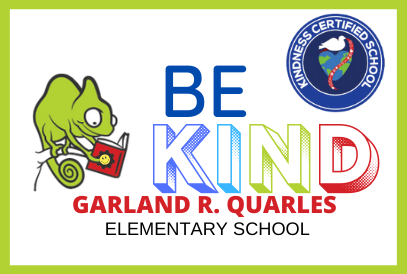 KINDNESS CERTIFIED SCHOOL
BE
KIND
GARLAND R. QUARLES
ELEMENTARY SCHOOL